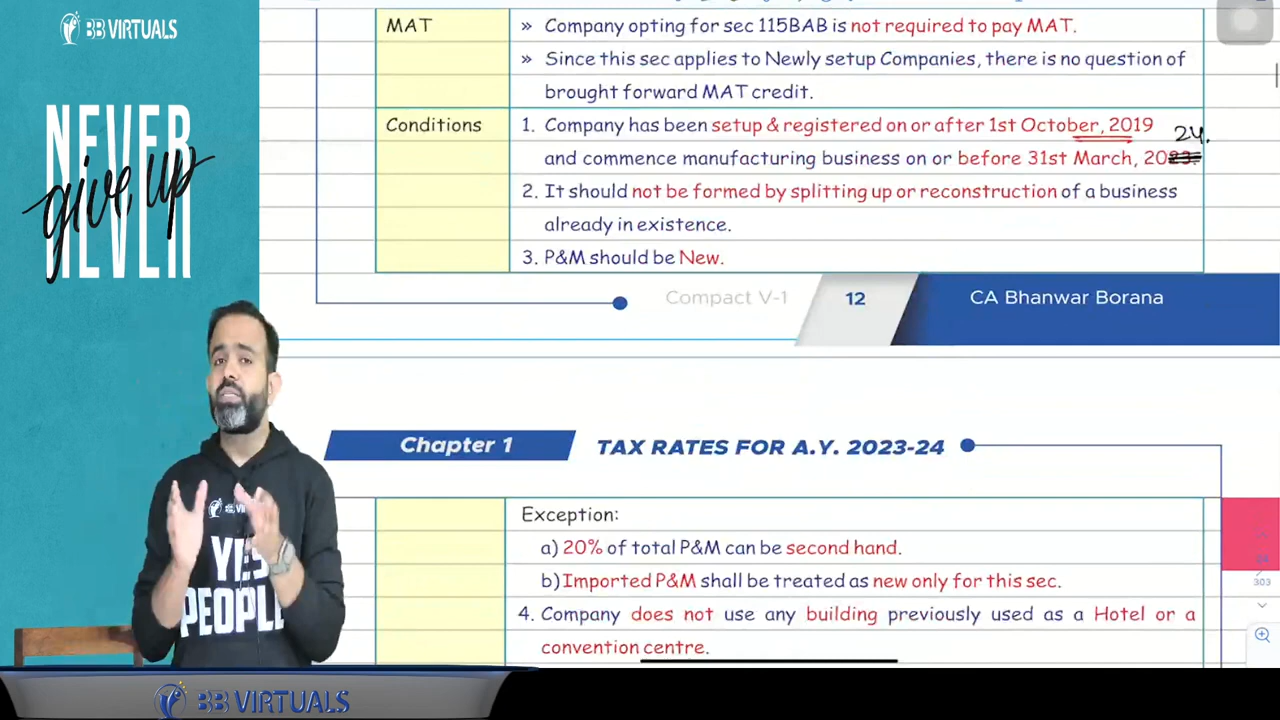 BB VIRTUALS
NEVER
give up
NEVER
MAT
» Company opting for sec 115BAB is not required to pay MAT.
» Since this sec applies to Newly setup Companies, there is no question of
brought forward MAT credit.
Conditions
1. Company has been setup & registered on or after 1st October, 2019
24.
and commence manufacturing business on or before 31st March, 2023.
2. It should not be formed by splitting up or reconstruction of a business
already in existence.
3. P&M should be New.
Compact V-1
12
CA Bhanwar Borana
Chapter 1
TAX RATES FOR A.Y. 2023-24
Exception:
a) 20% of total P&M can be second hand.
b) Imported P&M shall be treated as new only for this sec.
303
4. Company does not use any building previously used as a Hotel or a
convention centre.
YES
PEOPLE
BB VIRTUALS